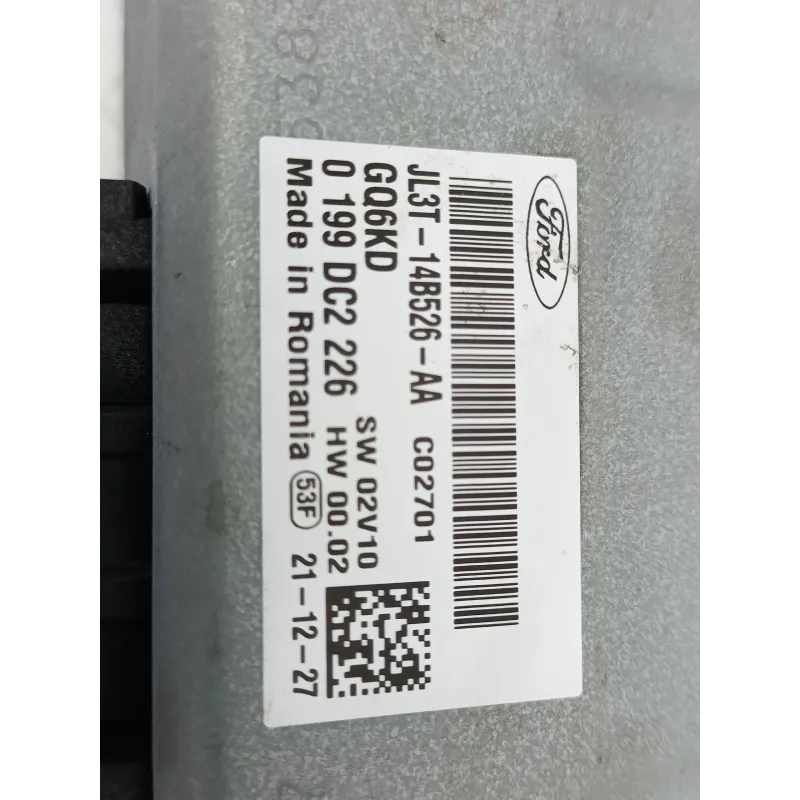 Ford
JL3T-14B526-AA C02701
GQ6KD SW 02V10
0 199 DC2 226 HW 00.02
Made in Romania 53F 21-12-27
538